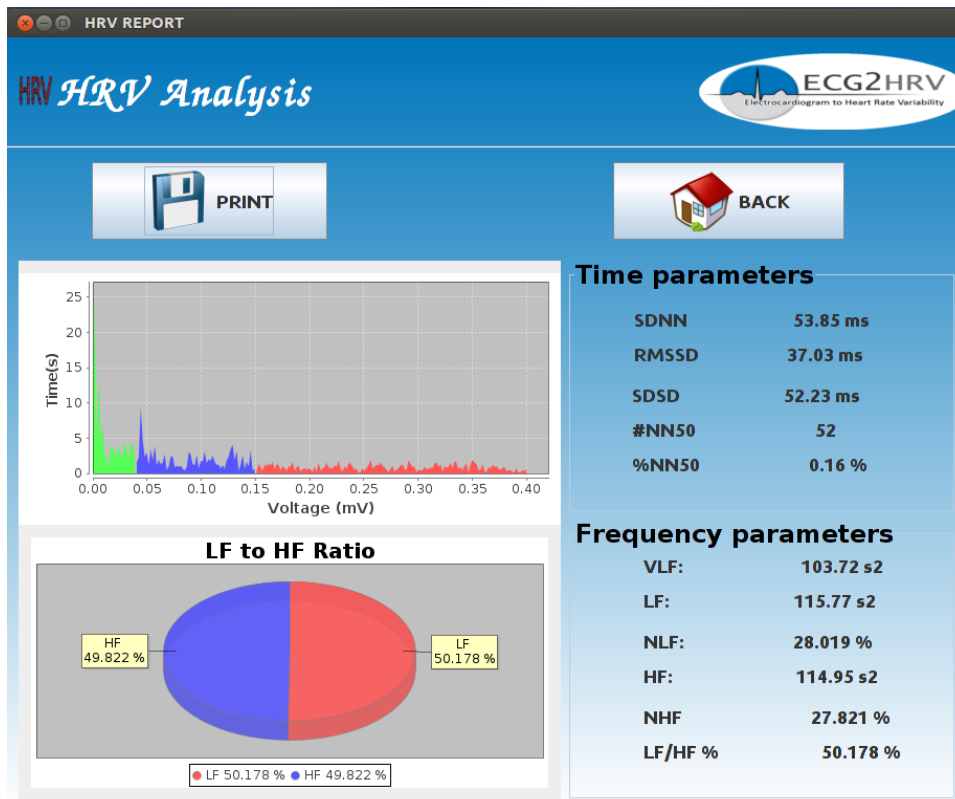 HRV REPORT
HRV HRV Analysis
ECG2HRV
Electrocardiogram to Heart Rate Variability
PRINT
BACK
25
20
15
10
5
0
Time(s)
0.00 0.05 0.10 0.15 0.20 0.25 0.30 0.35 0.40
Voltage (mV)
LF to HF Ratio
HF
49.822 %
LF
50.178 %
LF 50.178 % HF 49.822 %
Time parameters
SDNN 53.85 ms
RMSSD 37.03 ms
SDSD 52.23 ms
#NN50 52
%NN50 0.16 %
Frequency parameters
VLF: 103.72 s2
LF: 115.77 s2
NLF: 28.019 %
HF: 114.95 s2
NHF 27.821 %
LF/HF % 50.178 %